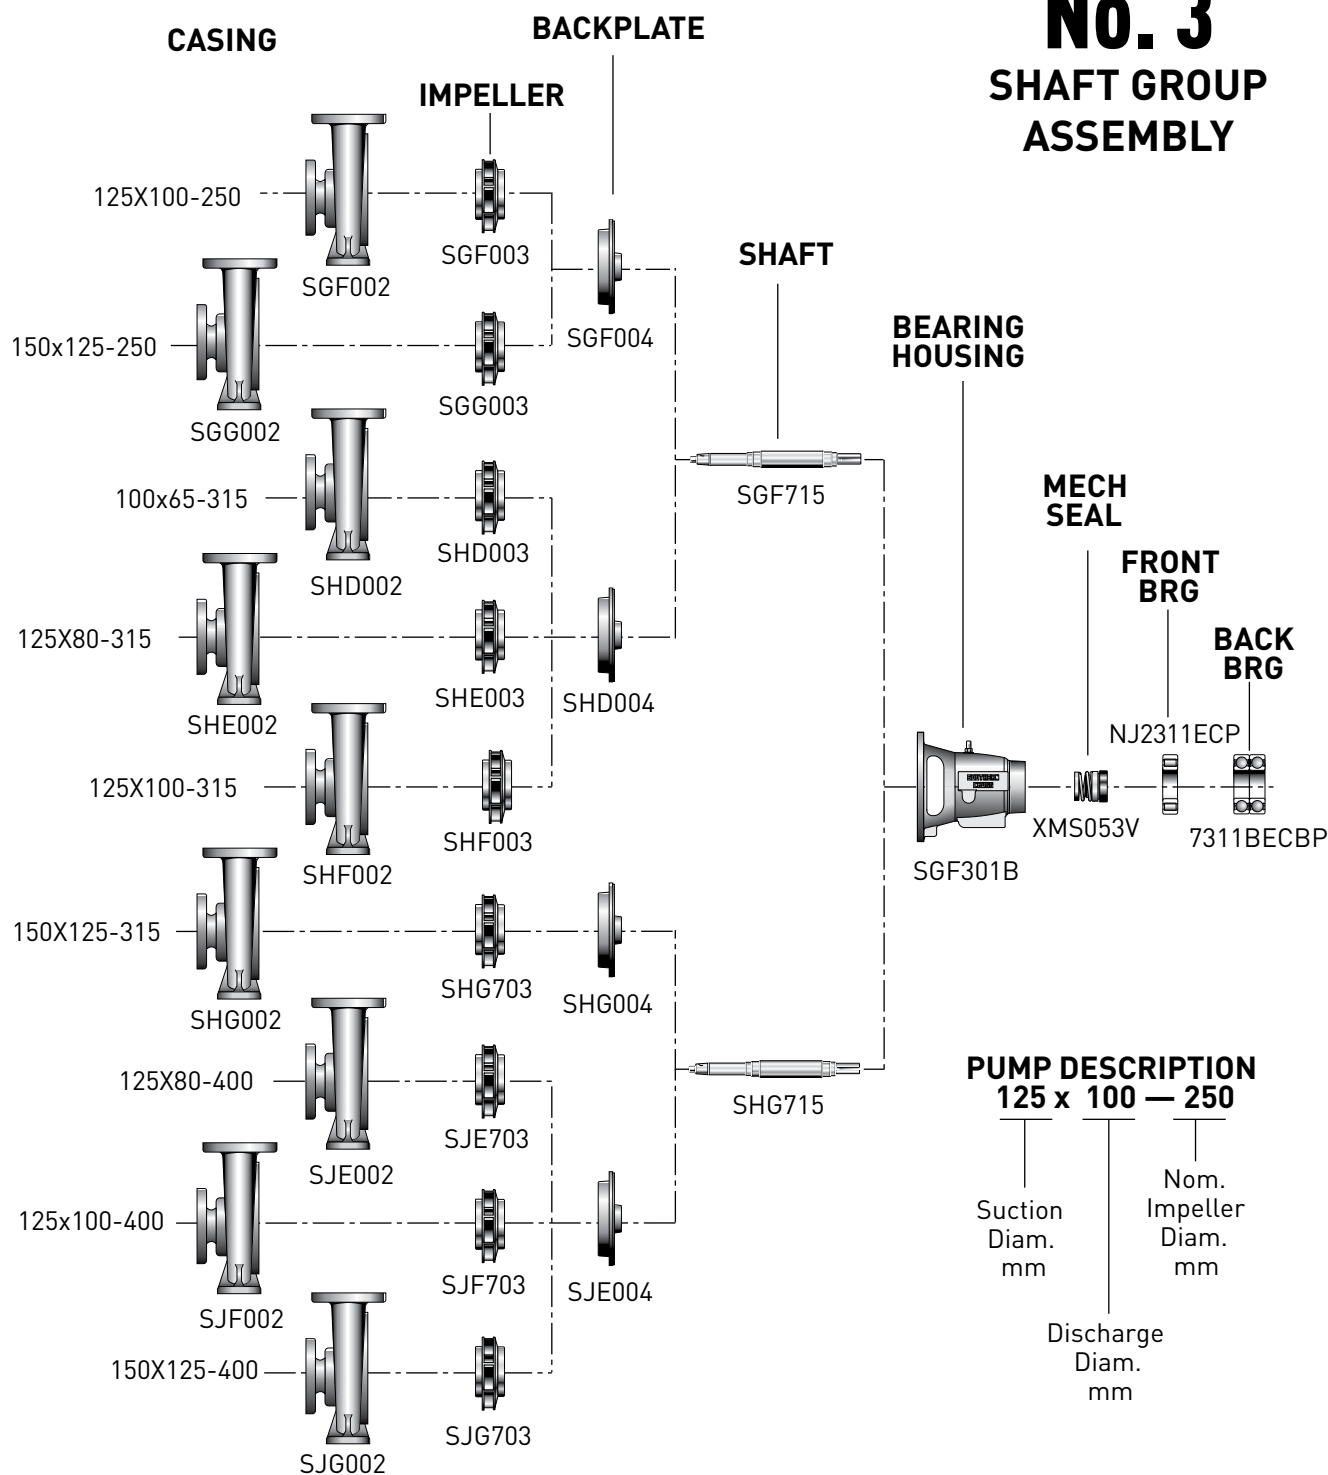 No. 3
SHAFT GROUP
ASSEMBLY
CASING
BACKPLATE
IMPELLER
125X100-250
SGF002
SGF003
SGF004
SHAFT
150x125-250
SGG002
SGG003
BEARING
HOUSING
100x65-315
SHD002
SHD003
SGF715
MECH
SEAL
FRONT
BRG
BACK
BRG
125X80-315
SHE002
SHE003
SHD004
125X100-315
SHF002
SHF003
SGF301B
XMS053V
NJ2311ECP
7311BECBP
150X125-315
SHG002
SHG703
SHG004
125X80-400
SJE002
SJE703
SHG715
125x100-400
SJF002
SJF703
SJE004
150X125-400
SJG002
SJG703
PUMP DESCRIPTION
125 x 100 — 250
Suction
Diam.
mm
Discharge
Diam.
mm
Nom.
Impeller
Diam.
mm
SOUTHERN
CROSS